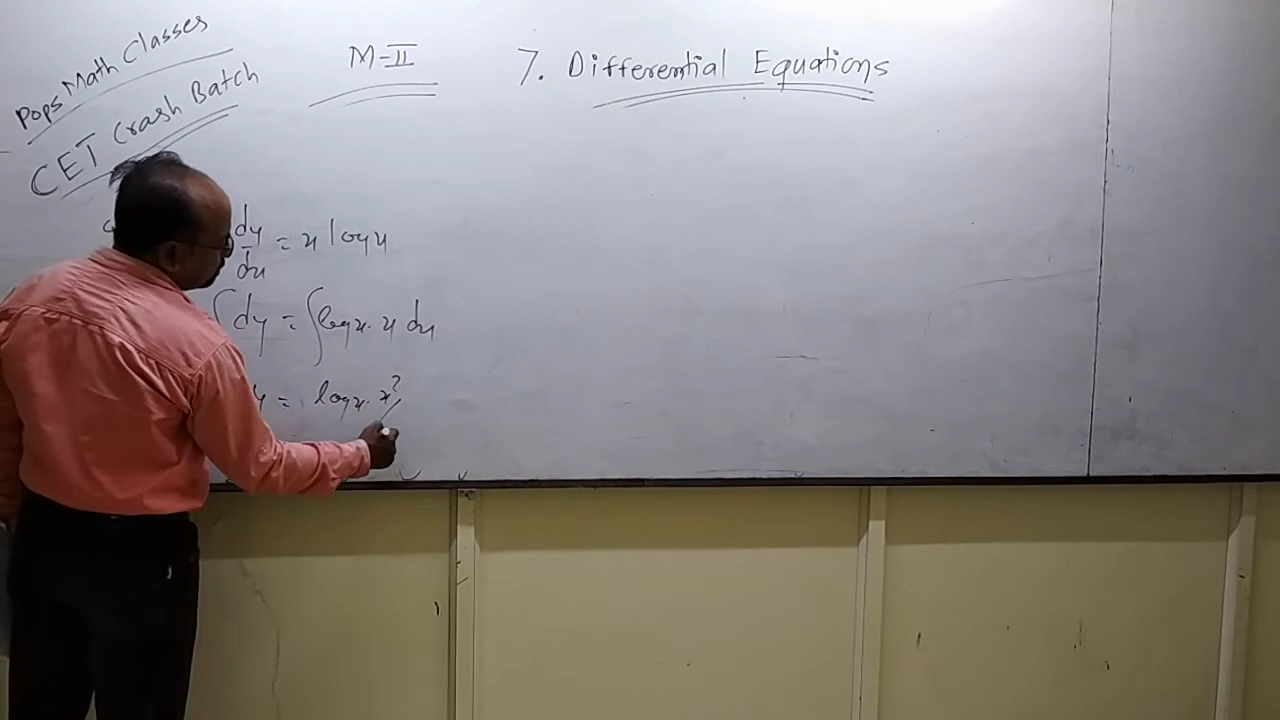 Pops Math Classes
CET Crash Batch
M-II
7. Differential Equations
dy/dx = x log x
∫dy = ∫log x. x dx
y = log x. x²/